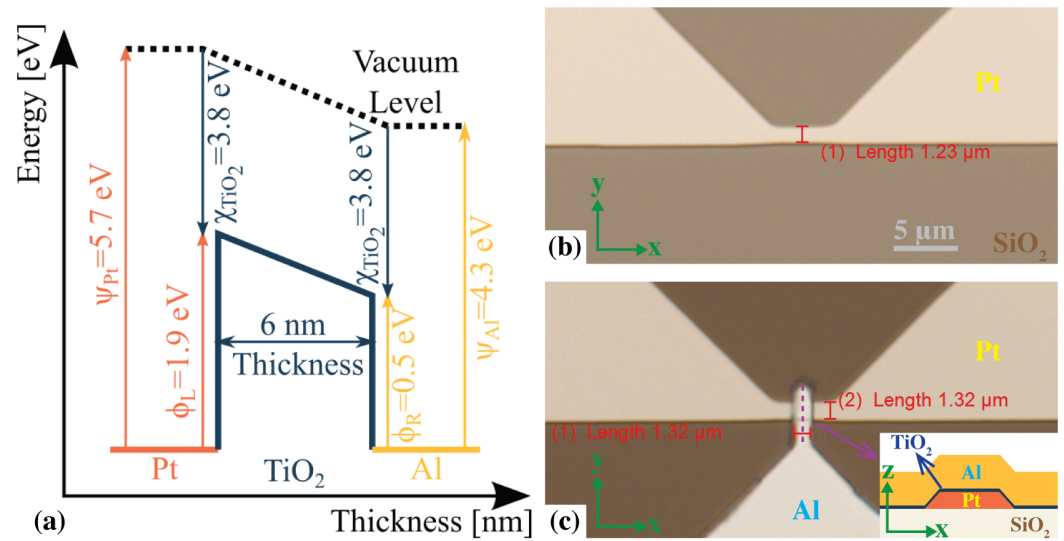 Energy [eV]
Vacuum
Level
ψPt=5.7 eV
χTiO2=3.8 eV
χTiO2=3.8 eV
ψAl=4.3 eV
ϕL=1.9 eV
ϕR=0.5 eV
6 nm
Thickness
Pt
TiO2
Al
(a)
Thickness [nm]
Pt
(1) Length 1.23 µm
y
x
5 µm
(b)
SiO2
Pt
(2) Length 1.32 µm
(1) Length 1.32 µm
y
x
(c)
Al
TiO2
z
Al
Pt
x
SiO2